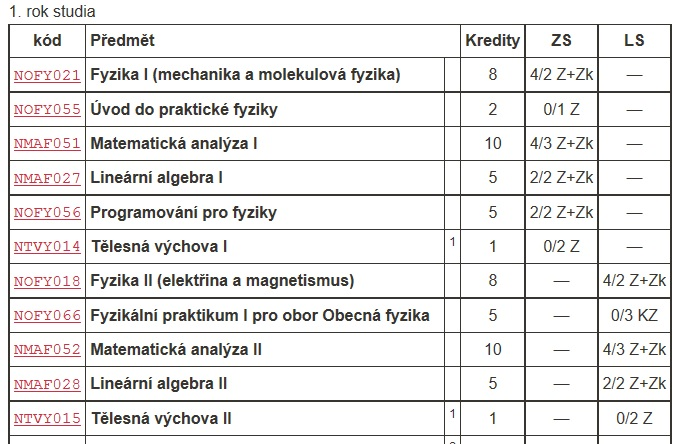 1. rok studia
kód Předmět Kredity ZS LS
NOFY021 Fyzika I (mechanika a molekulová fyzika) 8 4/2 Z+Zk —
NOFY055 Úvod do praktické fyziky 2 0/1 Z —
NMAF051 Matematická analýza I 10 4/3 Z+Zk —
NMAF027 Lineární algebra I 5 2/2 Z+Zk —
NOFY056 Programování pro fyziky 5 2/2 Z+Zk —
NTVY014 Tělesná výchova I 1 1 0/2 Z —
NOFY018 Fyzika II (elektřina a magnetismus) 8 — 4/2 Z+Zk
NOFY066 Fyzikální praktikum I pro obor Obecná fyzika 5 — 0/3 KZ
NMAF052 Matematická analýza II 10 — 4/3 Z+Zk
NMAF028 Lineární algebra II 5 — 2/2 Z+Zk
NTVY015 Tělesná výchova II 1 1 — 0/2 Z